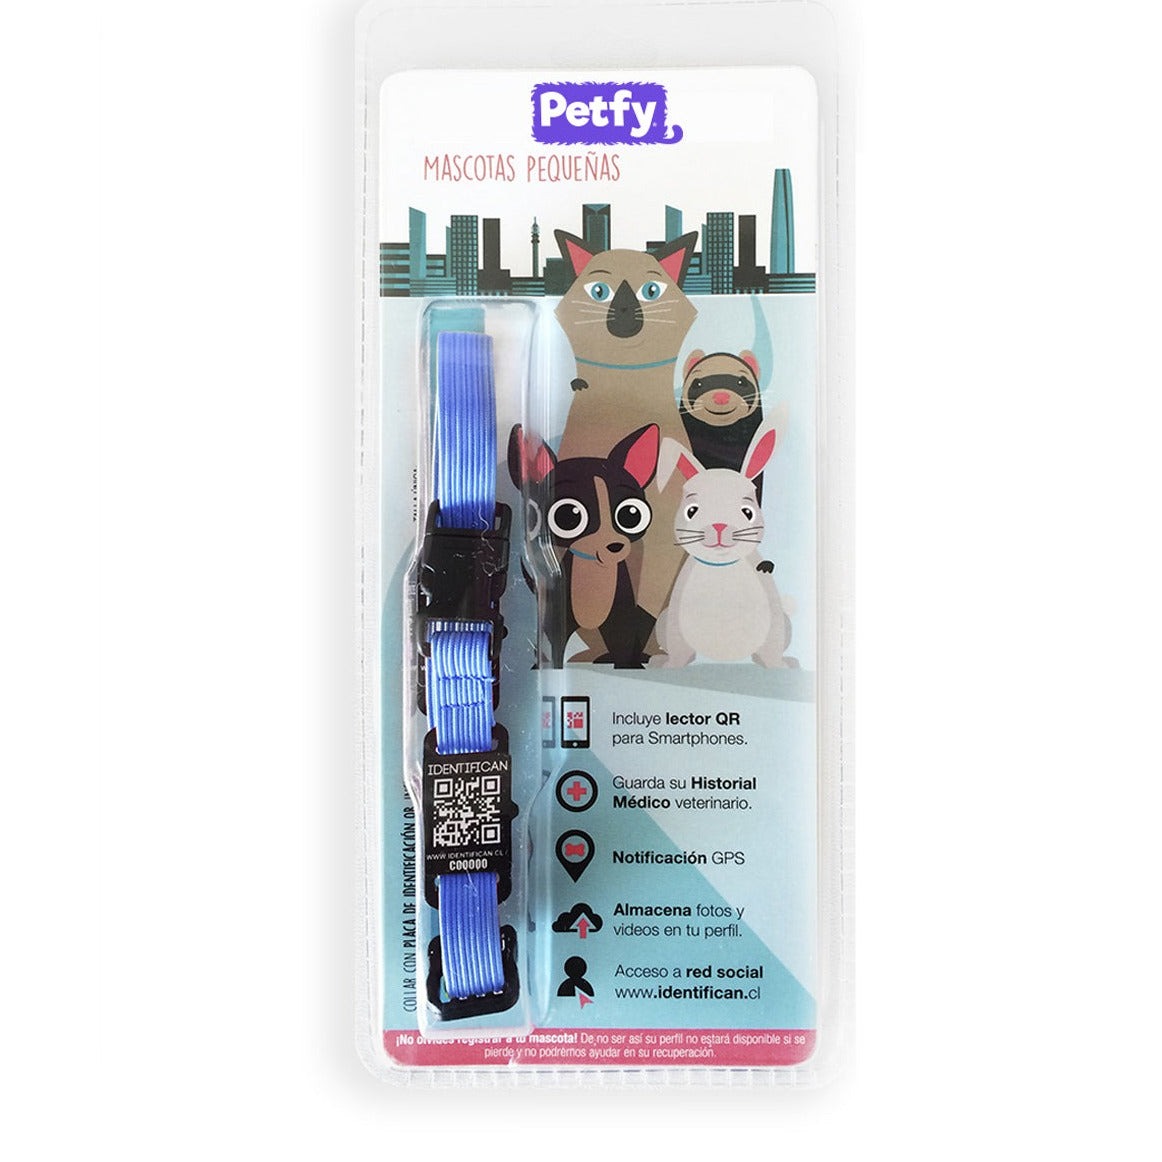 Petfy
MASCOTAS PEQUEÑAS
IDENTIFICAN
WWW.IDENTIFICAN.CL
COLLAR CON PLACA DE IDENTIFICACIÓN QR
Incluye lector QR
para Smartphones.
Guarda su Historial
Médico veterinario.
Notificación GPS
Almacena fotos y
videos en tu perfil.
Acceso a red social
www.identifican.cl
¡No olvides registrar a tu mascota! De no ser así su perfil no estará disponible si se
pierde y no podrémos ayudar en su recuperación.